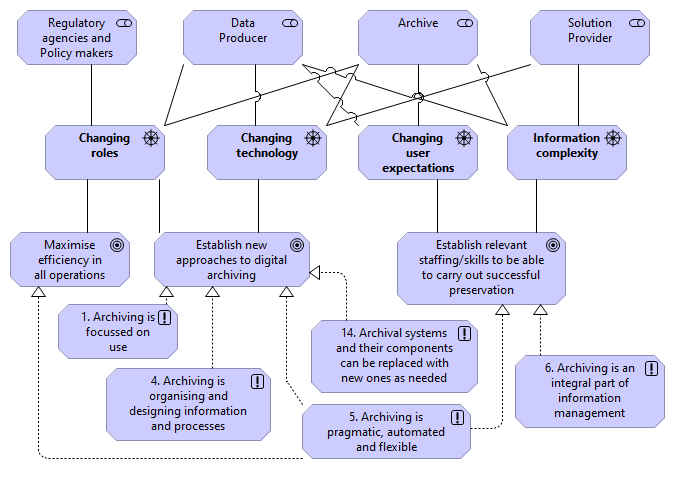 Regulatory
agencies and
Policy makers
Data
Producer
Archive
Solution
Provider
Changing
roles
Changing
technology
Changing
user
expectations
Information
complexity
Maximise
efficiency in
all operations
Establish new
approaches to digital
archiving
Establish relevant
staffing/skills to be able
to carry out successful
preservation
1. Archiving is
focussed on
use
14. Archival systems
and their components
can be replaced with
new ones as needed
4. Archiving is
organising and
designing information
and processes
6. Archiving is an
integral part of
information
management
5. Archiving is
pragmatic, automated
and flexible